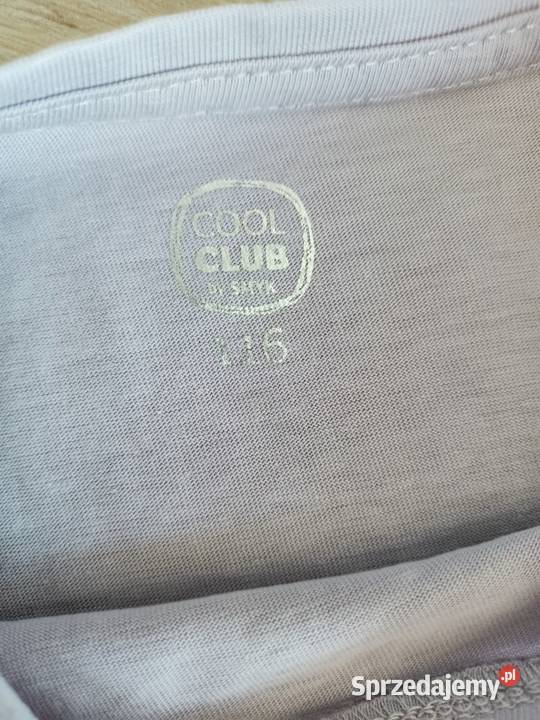 COOL
CLUB
by SMYK
116
Sprzedajemy.pl